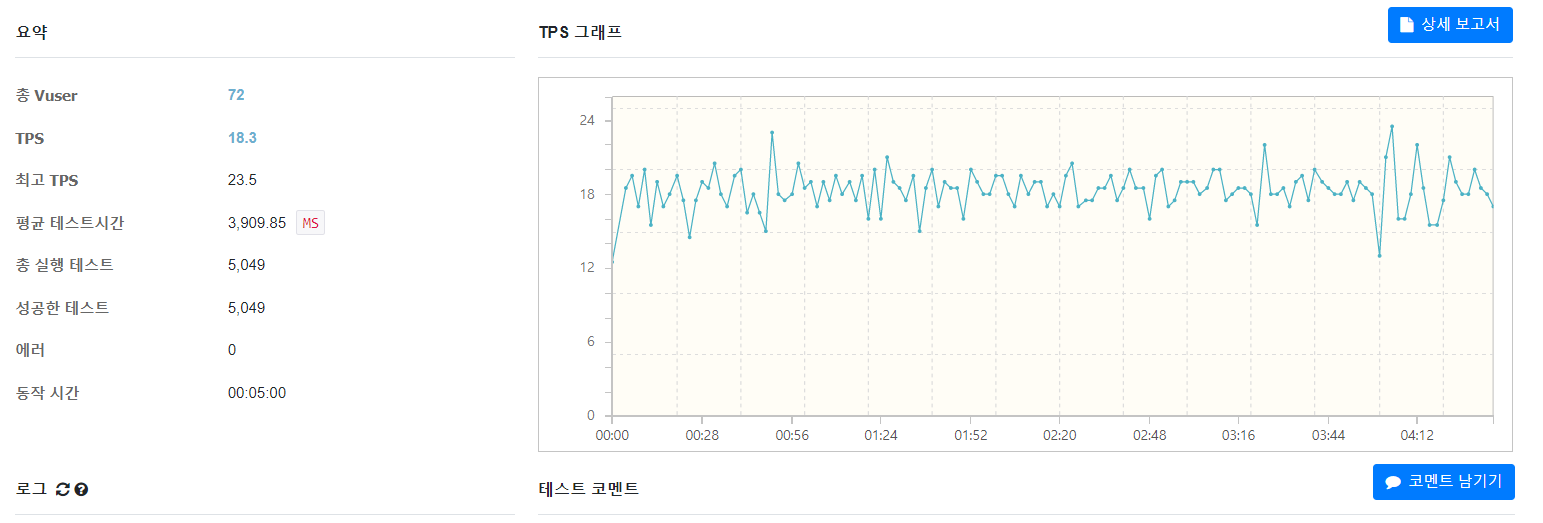 요약
총 Vuser 72
TPS 18.3
최고 TPS 23.5
평균 테스트시간 3,909.85 MS
총 실행 테스트 5,049
성공한 테스트 5,049
에러 0
동작 시간 00:05:00
로그
TPS 그래프
상세 보고서
24
18
12
6
0
00:00 00:28 00:56 01:24 01:52 02:20 02:48 03:16 03:44 04:12
테스트 코멘트
코멘트 남기기